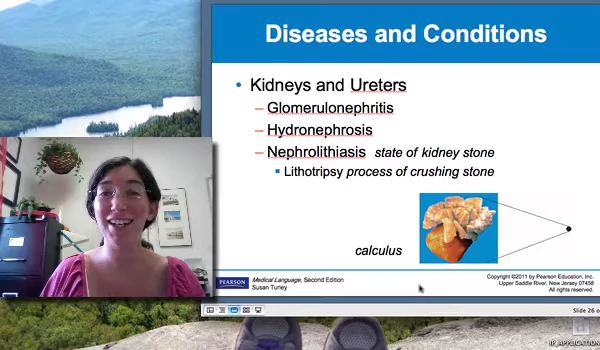 Diseases and Conditions
• Kidneys and Ureters
– Glomerulonephritis
– Hydronephrosis
– Nephrolithiasis state of kidney stone
▪ Lithotripsy process of crushing stone
calculus
PEARSON
Medical Language, Second Edition
Susan Turley
Copyright ©2011 by Pearson Education, Inc.
Upper Saddle River, New Jersey 07458
All rights reserved.
Slide 26 o